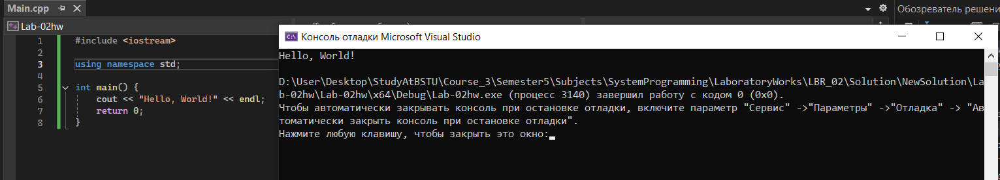 Main.cpp
Обозреватель решени
Lab-02hw
1 #include <iostream>
2
3 using namespace std;
4
5 int main() {
6 cout << "Hello, World!" << endl;
7 return 0;
8 }
Консоль отладки Microsoft Visual Studio
Hello, World!
D:\User\Desktop\StudyAtBSTU\Course_3\Semester5\Subjects\SystemProgramming\LaboratoryWorks\LBR_02\Solution\NewSolution\La
b-02hw\Lab-02hw\x64\Debug\Lab-02hw.exe (процесс 3140) завершил работу с кодом 0 (0x0).
Чтобы автоматически закрывать консоль при остановке отладки, включите параметр "Сервис" ->"Параметры" ->"Отладка" -> "Ав
томатически закрыть консоль при остановке отладки".
Нажмите любую клавишу, чтобы закрыть это окно: